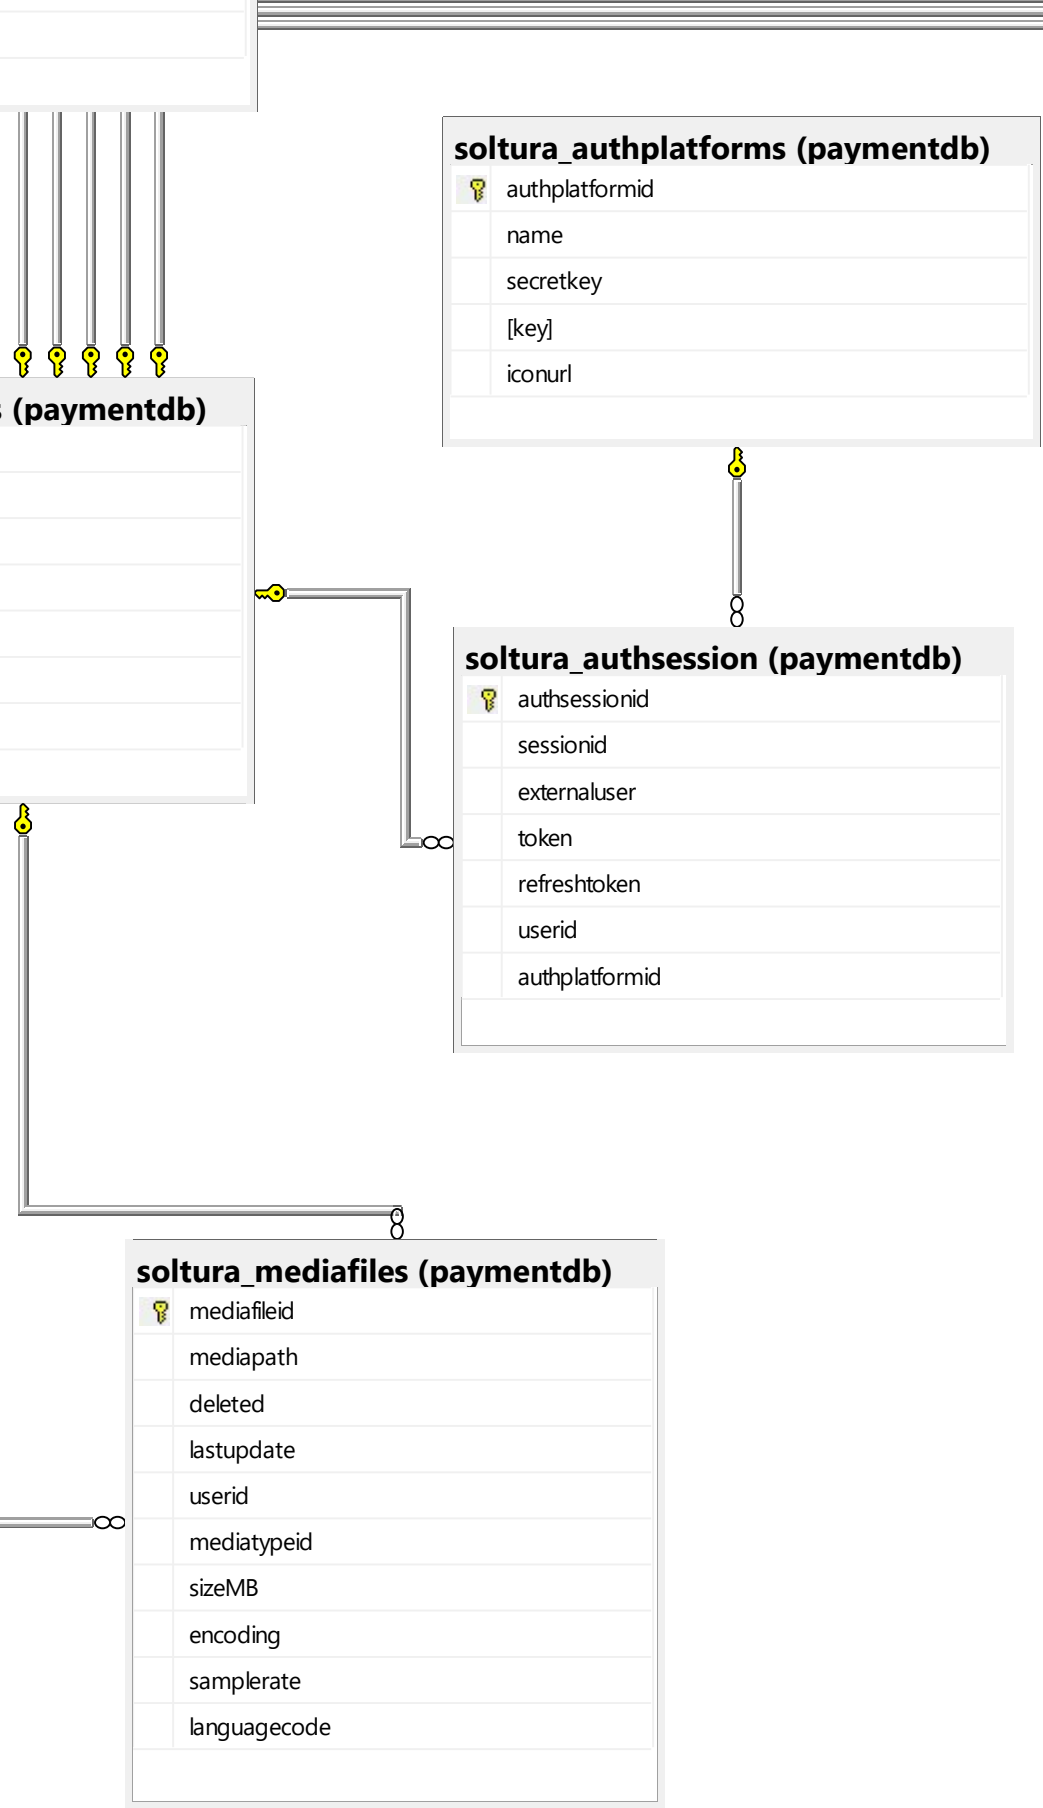 soltura_authplatforms (paymentdb)
authplatformid
name
secretkey
[key]
iconurl
(paymentdb)
soltura_authsession (paymentdb)
authsessionid
sessionid
externaluser
token
refreshtoken
userid
authplatformid
soltura_mediafiles (paymentdb)
mediafileid
mediapath
deleted
lastupdate
userid
mediatypeid
sizeMB
encoding
samplerate
languagecode